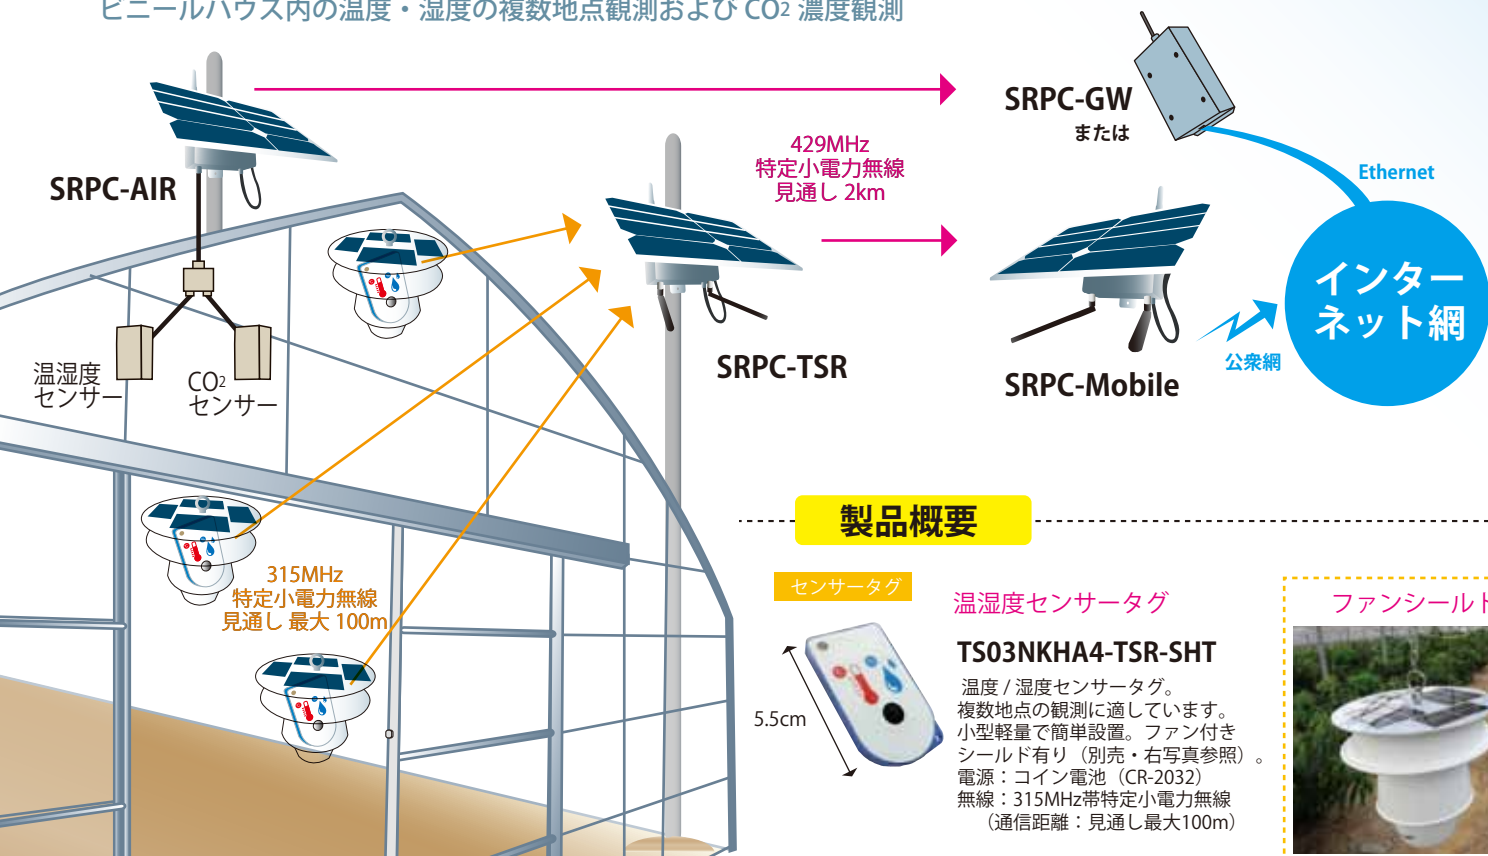 ビニールハウス内の温度・湿度の複数地点観測および CO2 濃度観測
SRPC-GW
または
429MHz
特定小電力無線
見通し 2km
Ethernet
SRPC-AIR
インター
ネット網
SRPC-TSR
公衆網
SRPC-Mobile
温湿度
センサー
CO2
センサー
製品概要
315MHz
特定小電力無線
見通し 最大 100m
センサータグ
温湿度センサータグ
ファンシールド
TS03NKHA4-TSR-SHT
5.5cm
温度 / 湿度センサータグ。
複数地点の観測に適しています。
小型軽量で簡単設置。ファン付き
シールド有り（別売・右写真参照）。
電源：コイン電池（CR-2032）
無線：315MHz帯特定小電力無線
（通信距離：見通し最大100m）